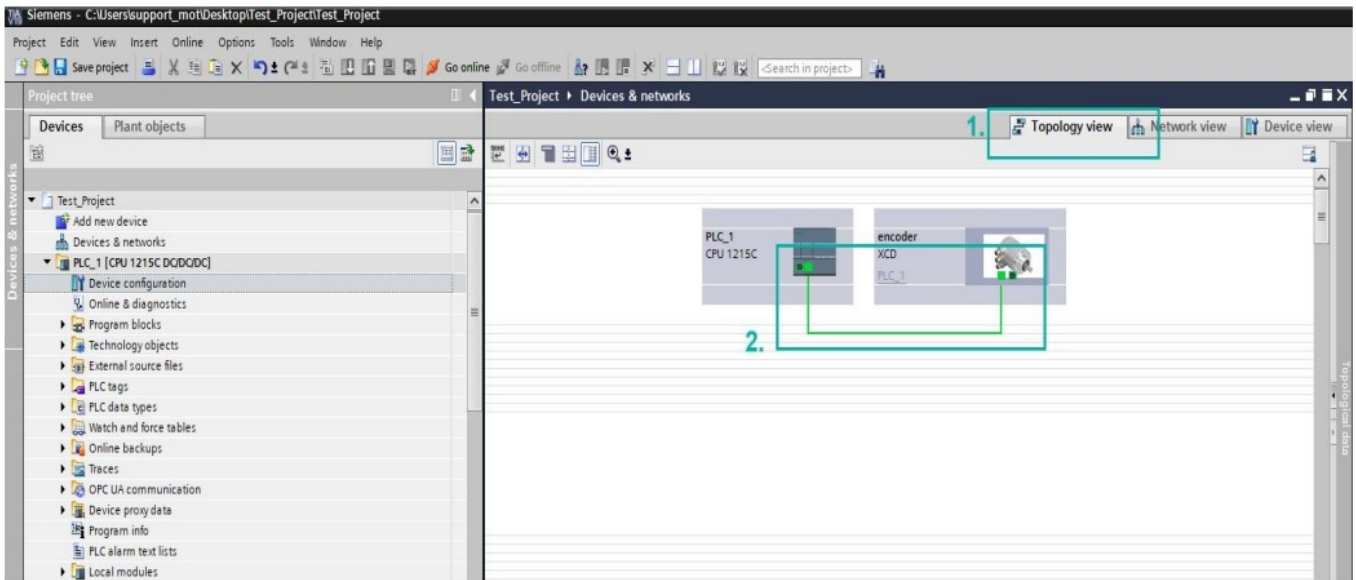 Siemens - C:\Users\support_mot\Desktop\Test_Project\Test_Project
Project Edit View Insert Online Options Tools Window Help
Save project Go online Go offline <Search in project>
Project tree
Test_Project ▸ Devices & networks
Devices Plant objects
1. Topology view Network view Device view
Devices & networks
Test_Project
Add new device
Devices & networks
PLC_1 [CPU 1215C DC/DC/DC]
Device configuration
Online & diagnostics
Program blocks
Technology objects
External source files
PLC tags
PLC data types
Watch and force tables
Online backups
Traces
OPC UA communication
Device proxy data
Program info
PLC alarm text lists
Local modules
PLC_1
CPU 1215C
encoder
XCD
PLC_1
2.
Topological data